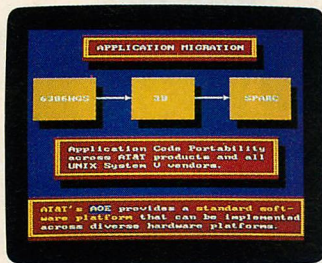 APPLICATION MIGRATION
6386WGS
3B
SPARC
Application Code Portability
across AT&T products and all
UNIX System V vendors.
AT&T's AOE provides a standard soft-
ware platform that can be implemented
across diverse hardware platforms.